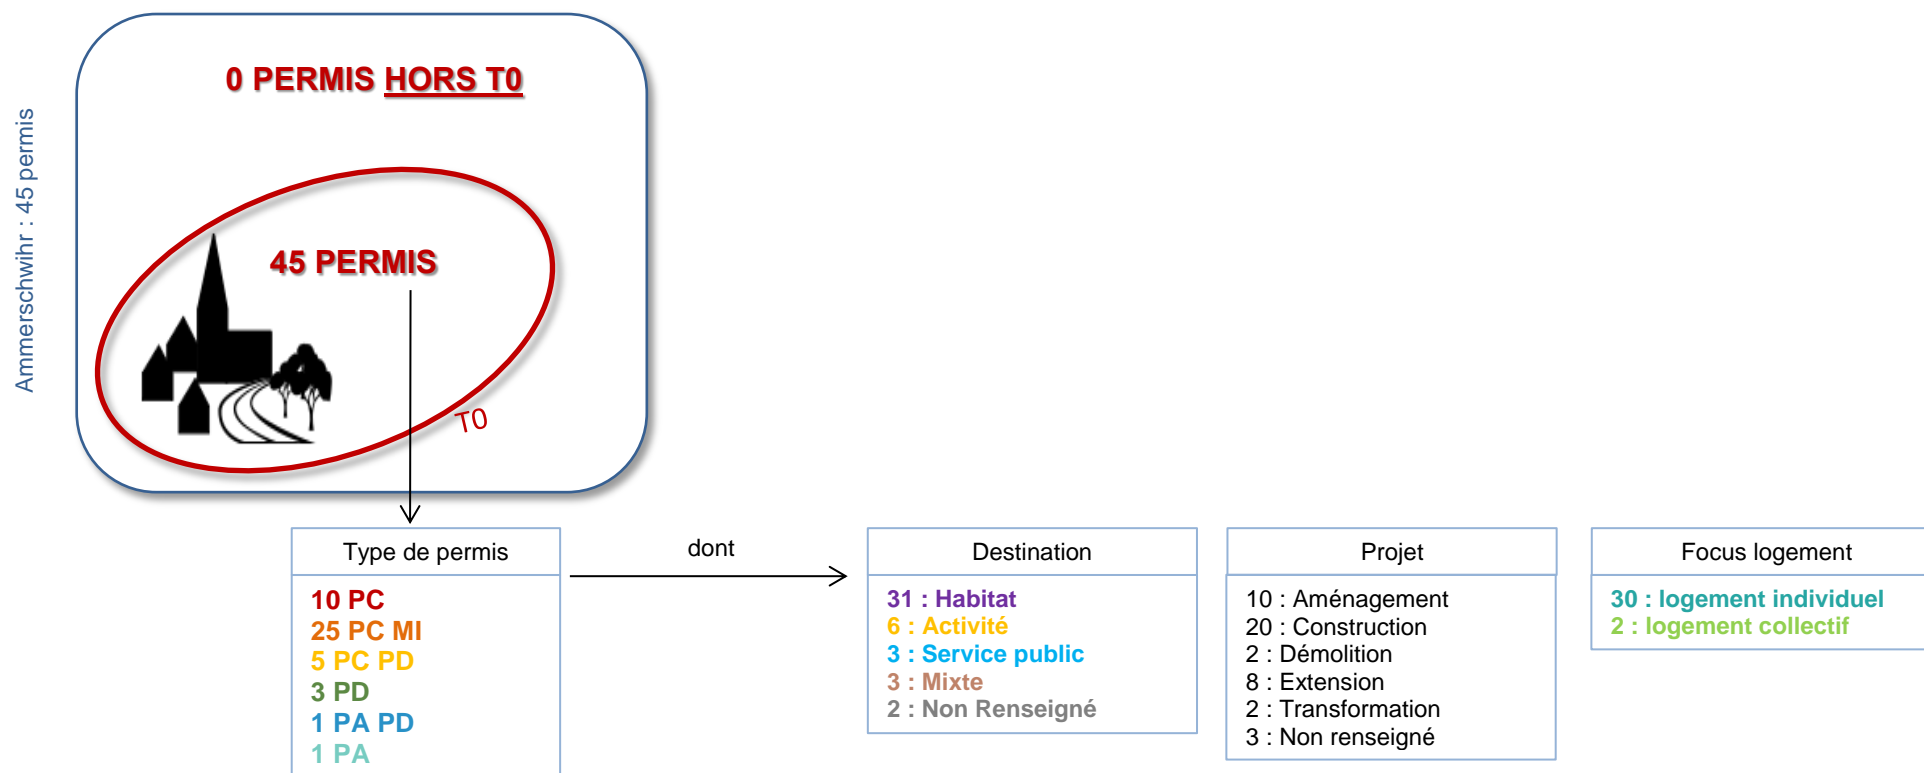 Ammerschwihr : 45 permis
0 PERMIS HORS T0
45 PERMIS
T0
Type de permis
10 PC
25 PC MI
5 PC PD
3 PD
1 PA PD
1 PA
dont
Destination
31 : Habitat
6 : Activité
3 : Service public
3 : Mixte
2 : Non Renseigné
Projet
10 : Aménagement
20 : Construction
2 : Démolition
8 : Extension
2 : Transformation
3 : Non renseigné
Focus logement
30 : logement individuel
2 : logement collectif